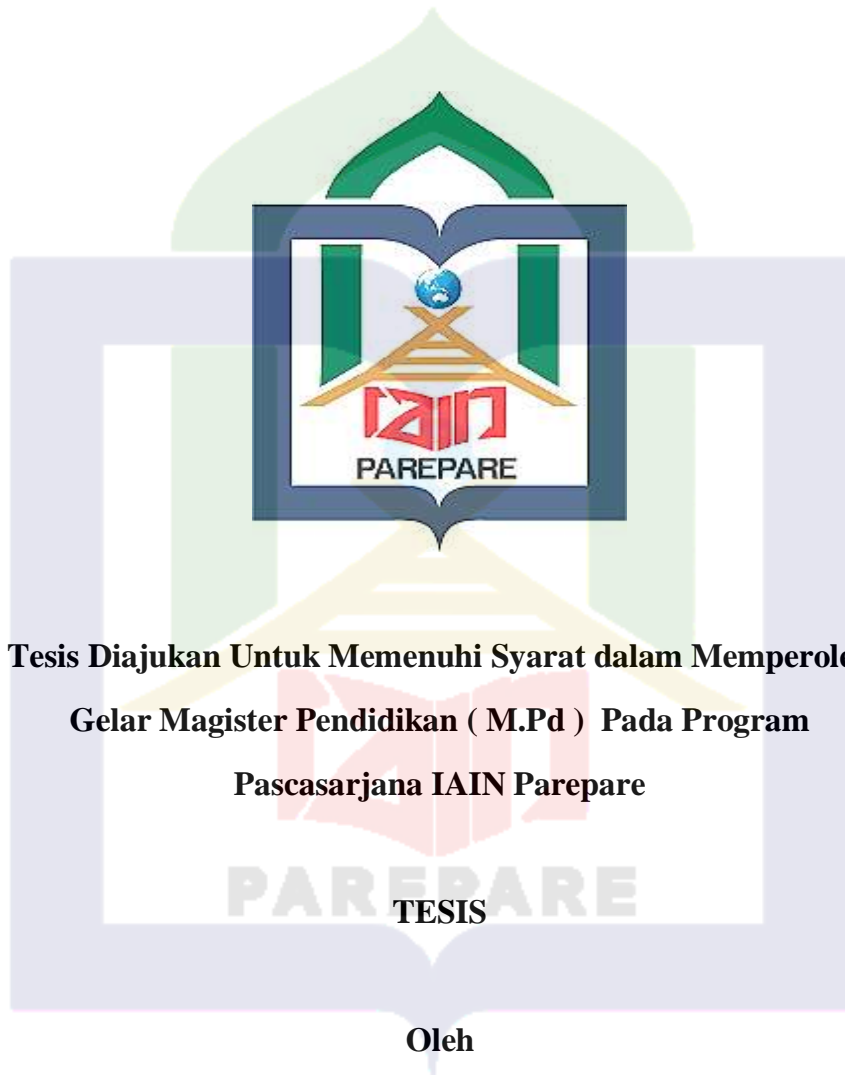 IAIN
PAREPARE
Tesis Diajukan Untuk Memenuhi Syarat dalam Memperole
Gelar Magister Pendidikan ( M.Pd )  Pada Program
Pascasarjana IAIN Parepare
PAREPARE
TESIS
Oleh